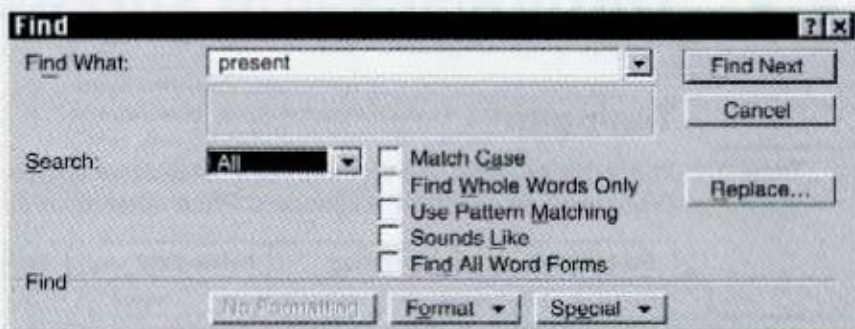 Find
Find What: present Find Next
Cancel
Search: All Match Case
Find Whole Words Only Replace...
Use Pattern Matching
Sounds Like
Find All Word Forms
Find
No Formatting Format Special